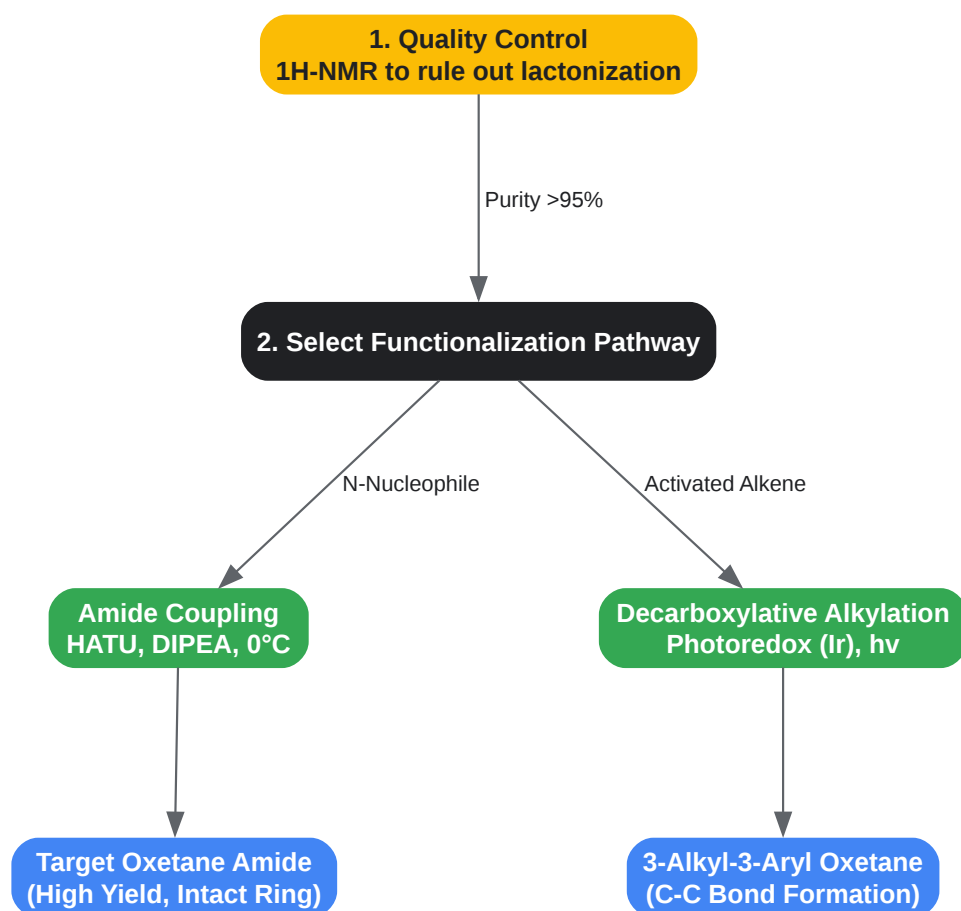 1. Quality Control
1H-NMR to rule out lactonization
Purity >95%
2. Select Functionalization Pathway
N-Nucleophile
Activated Alkene
Amide Coupling
HATU, DIPEA, 0°C
Decarboxylative Alkylation
Photoredox (Ir), hv
Target Oxetane Amide
(High Yield, Intact Ring)
3-Alkyl-3-Aryl Oxetane
(C-C Bond Formation)